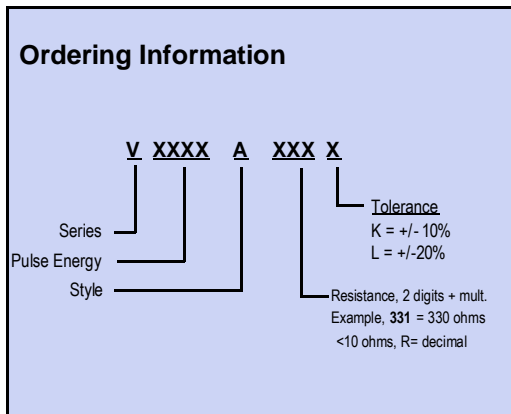 Ordering Information
V XXXX A XXX X
Tolerance
K = +/- 10%
L = +/-20%
Series
Pulse Energy
Style
Resistance, 2 digits + mult.
Example, 331 = 330 ohms
<10 ohms, R= decimal